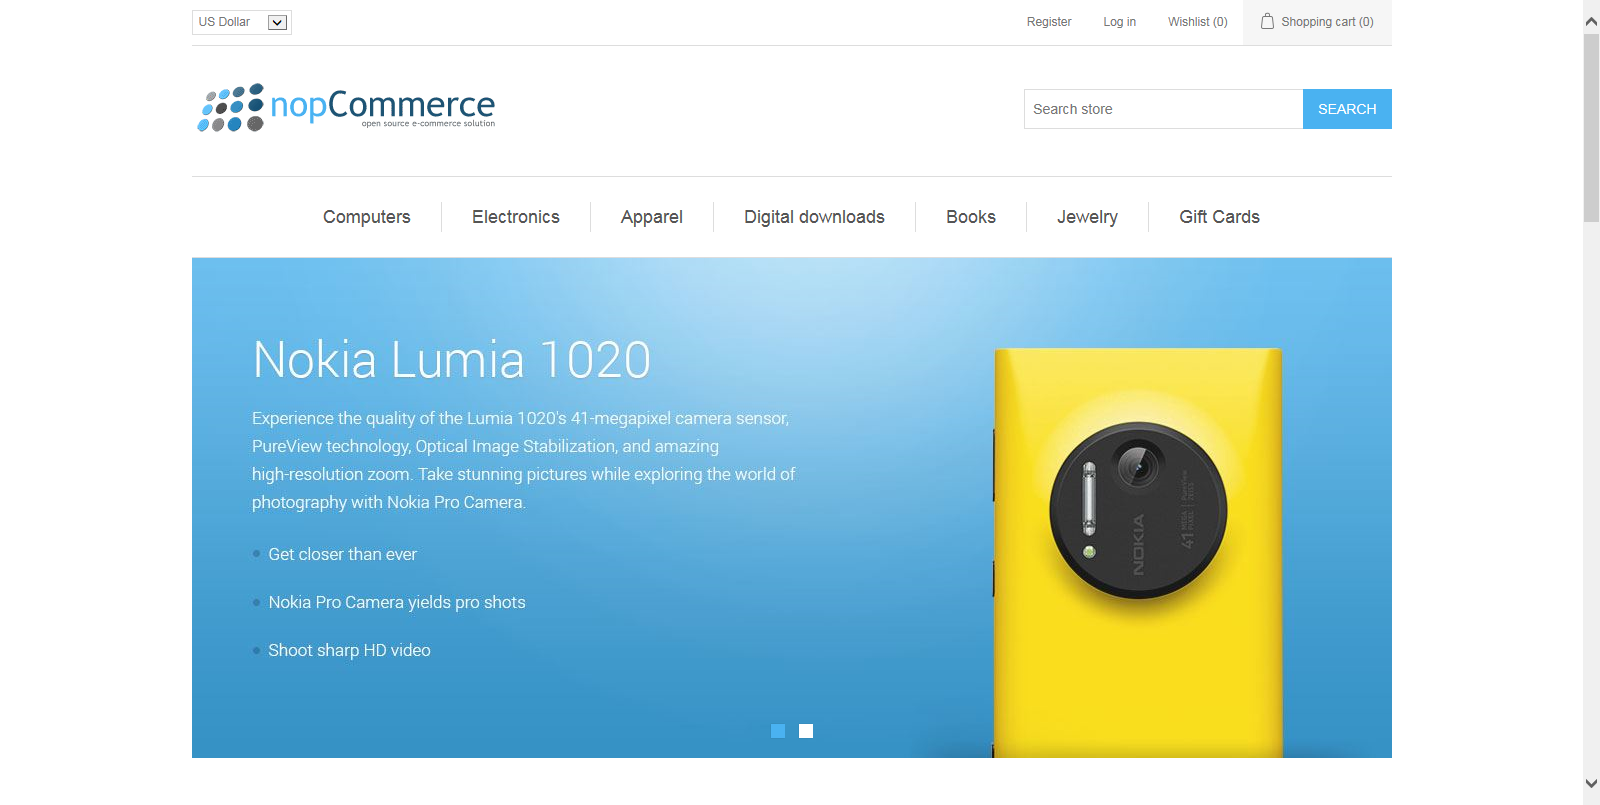 US Dollar
Register Log in Wishlist (0) Shopping cart (0)
nopCommerce
open source e-commerce solution
Search store SEARCH
Computers Electronics Apparel Digital downloads Books Jewelry Gift Cards
Nokia Lumia 1020
Experience the quality of the Lumia 1020's 41-megapixel camera sensor,
PureView technology, Optical Image Stabilization, and amazing
high-resolution zoom. Take stunning pictures while exploring the world of
photography with Nokia Pro Camera.
Get closer than ever
Nokia Pro Camera yields pro shots
Shoot sharp HD video
NOKIA
41 MEGA PIXEL
PureView